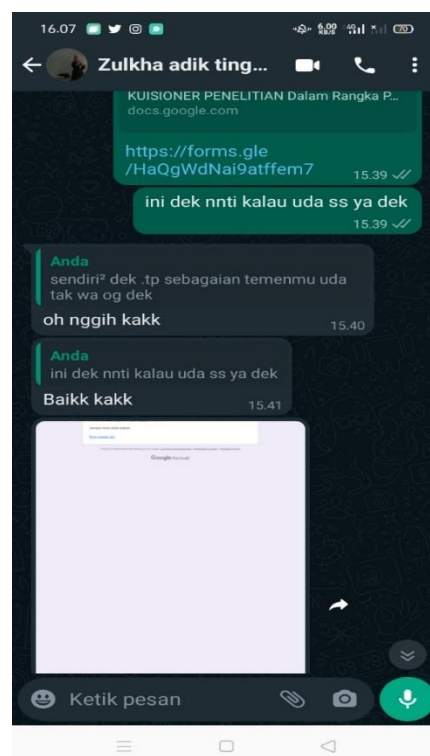 16.07
6.00 KB/S 4G 70
Zulkha adik ting...
KUISIONER PENELITIAN Dalam Rangka P...
docs.google.com
https://forms.gle
/HaQgWdNai9atffem7 15.39
ini dek nnti kalau uda ss ya dek
15.39
Anda
sendiri² dek .tp sebagaian temenmu uda
tak wa og dek
oh nggih kakk 15.40
Anda
ini dek nnti kalau uda ss ya dek
Baikk kakk 15.41
Google Formulir
Ketik pesan